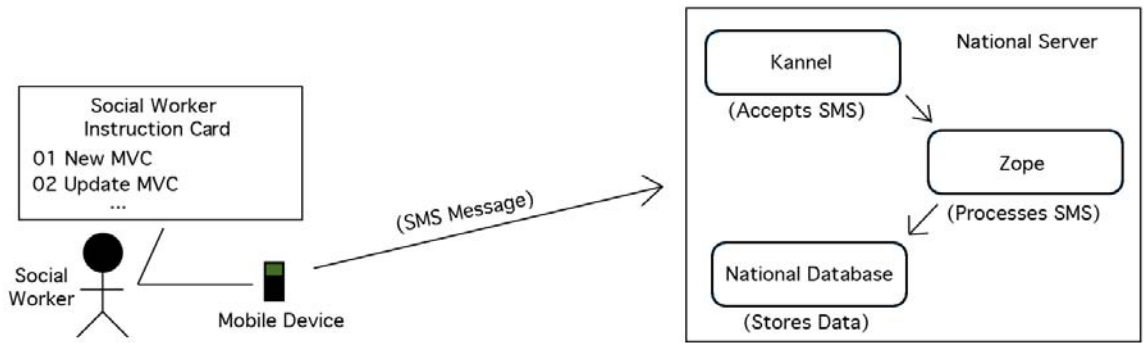 Social Worker
Instruction Card
01 New MVC
02 Update MVC
...
Social
Worker
Mobile Device
(SMS Message)
National Server
Kannel
(Accepts SMS)
Zope
(Processes SMS)
National Database
(Stores Data)